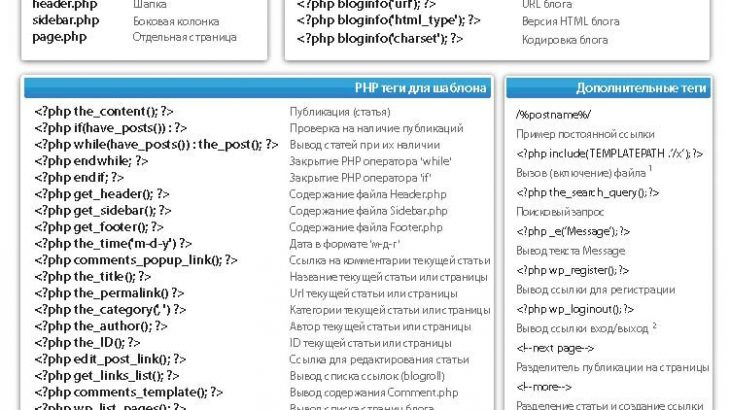 header.php Шапка
sidebar.php Боковая колонка
page.php Отдельная страница
<?php bloginfo('url'); ?> URL блога
<?php bloginfo('html_type'); ?> Версия HTML блога
<?php bloginfo('charset'); ?> Кодировка блога
PHP теги для шаблона
<?php the_content(); ?> Публикация (статья)
<?php if(have_posts()) : ?> Проверка на наличие публикаций
<?php while(have_posts()) : the_post(); ?> Вывод статей при их наличии
<?php endwhile; ?> Закрытие PHP оператора 'while'
<?php endif; ?> Закрытие PHP оператора 'if'
<?php get_header(); ?> Содержание файла Header.php
<?php get_sidebar(); ?> Содержание файла Sidebar.php
<?php get_footer(); ?> Содержание файла Footer.php
<?php the_time('m-d-y') ?> Дата в формате 'м-д-г'
<?php comments_popup_link(); ?> Ссылка на комментарии текущей статьи
<?php the_title(); ?> Название текущей статьи или страницы
<?php the_permalink() ?> Url текущей статьи или страницы
<?php the_category(', ') ?> Категории текущей статьи или страницы
<?php the_author(); ?> Автор текущей статьи или страницы
<?php the_ID(); ?> ID текущей статьи или страницы
<?php edit_post_link(); ?> Ссылка для редактирования статьи
<?php get_links_list(); ?> Вывод списка ссылок (blogroll)
<?php comments_template(); ?> Вывод содержания Comment.php
<?php wp_list_pages(); ?> Вывод списка страниц блога
Дополнительные теги
/%postname%/
Пример постоянной ссылки
<?php include(TEMPLATEPATH . '/x'); ?>
Вызов (включение) файла 1
<?php the_search_query(); ?>
Поисковый запрос
<?php _e('Message'); ?>
Вывод текста Message
<?php wp_register(); ?>
Вывод ссылки для регистрации
<?php wp_loginout(); ?>
Вывод ссылки вход/выход 2
<!--next page-->
Разделитель публикации на страницы
<!--more-->
Разделение статьи и создание ссылки